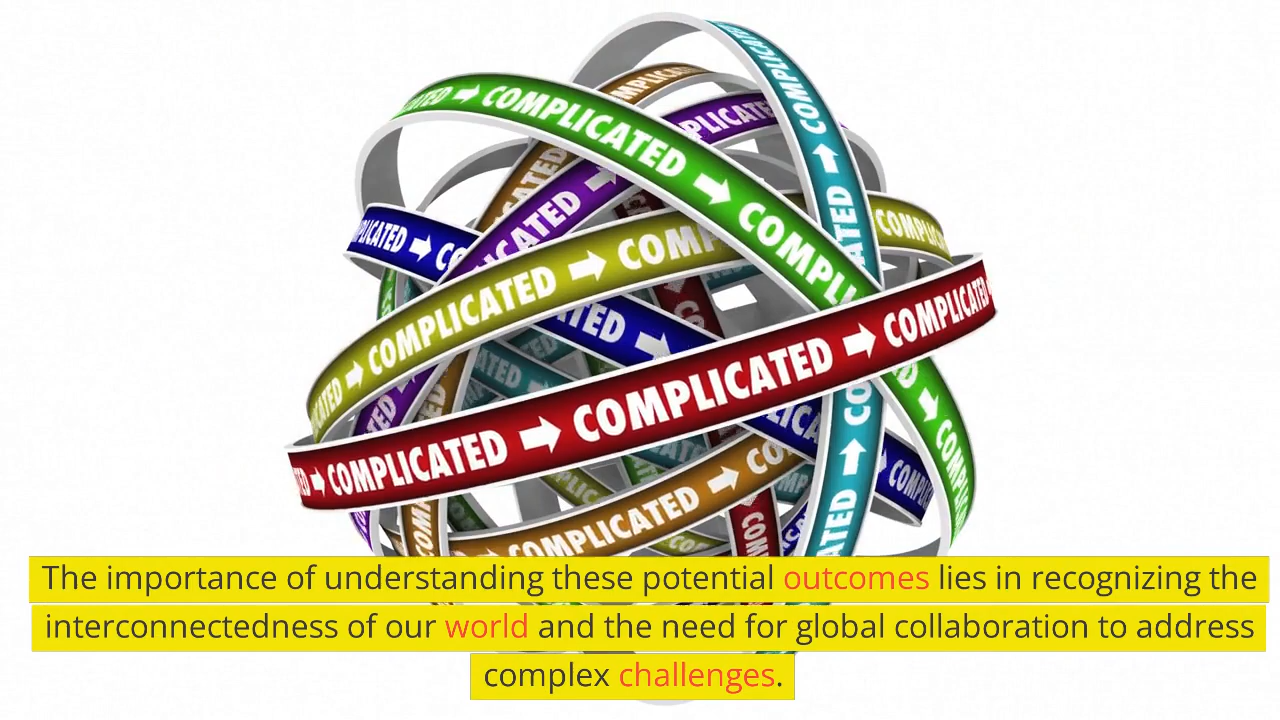 COMPLICATED
COMPLICATED
COMPLICATED
COMPLICATED
COMPLICATED
COMPLICATED
COMPLICATED
COMPLICATED
The importance of understanding these potential outcomes lies in recognizing the
interconnectedness of our world and the need for global collaboration to address
complex challenges.